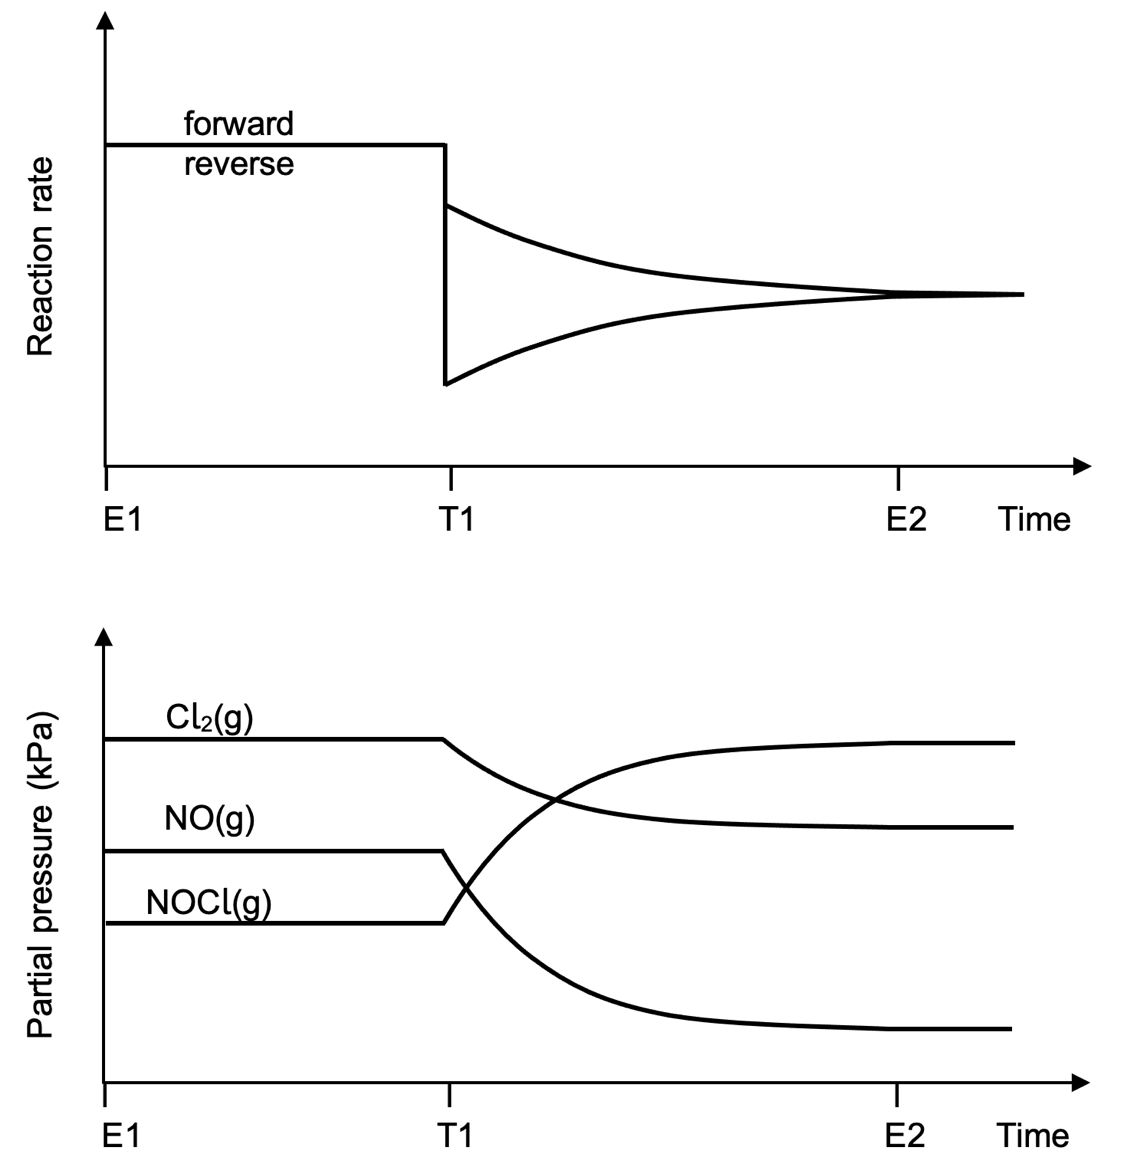 Reaction rate
forward
reverse
E1 T1 E2 Time
Partial pressure (kPa)
Cl₂(g)
NO(g)
NOCl(g)
E1 T1 E2 Time